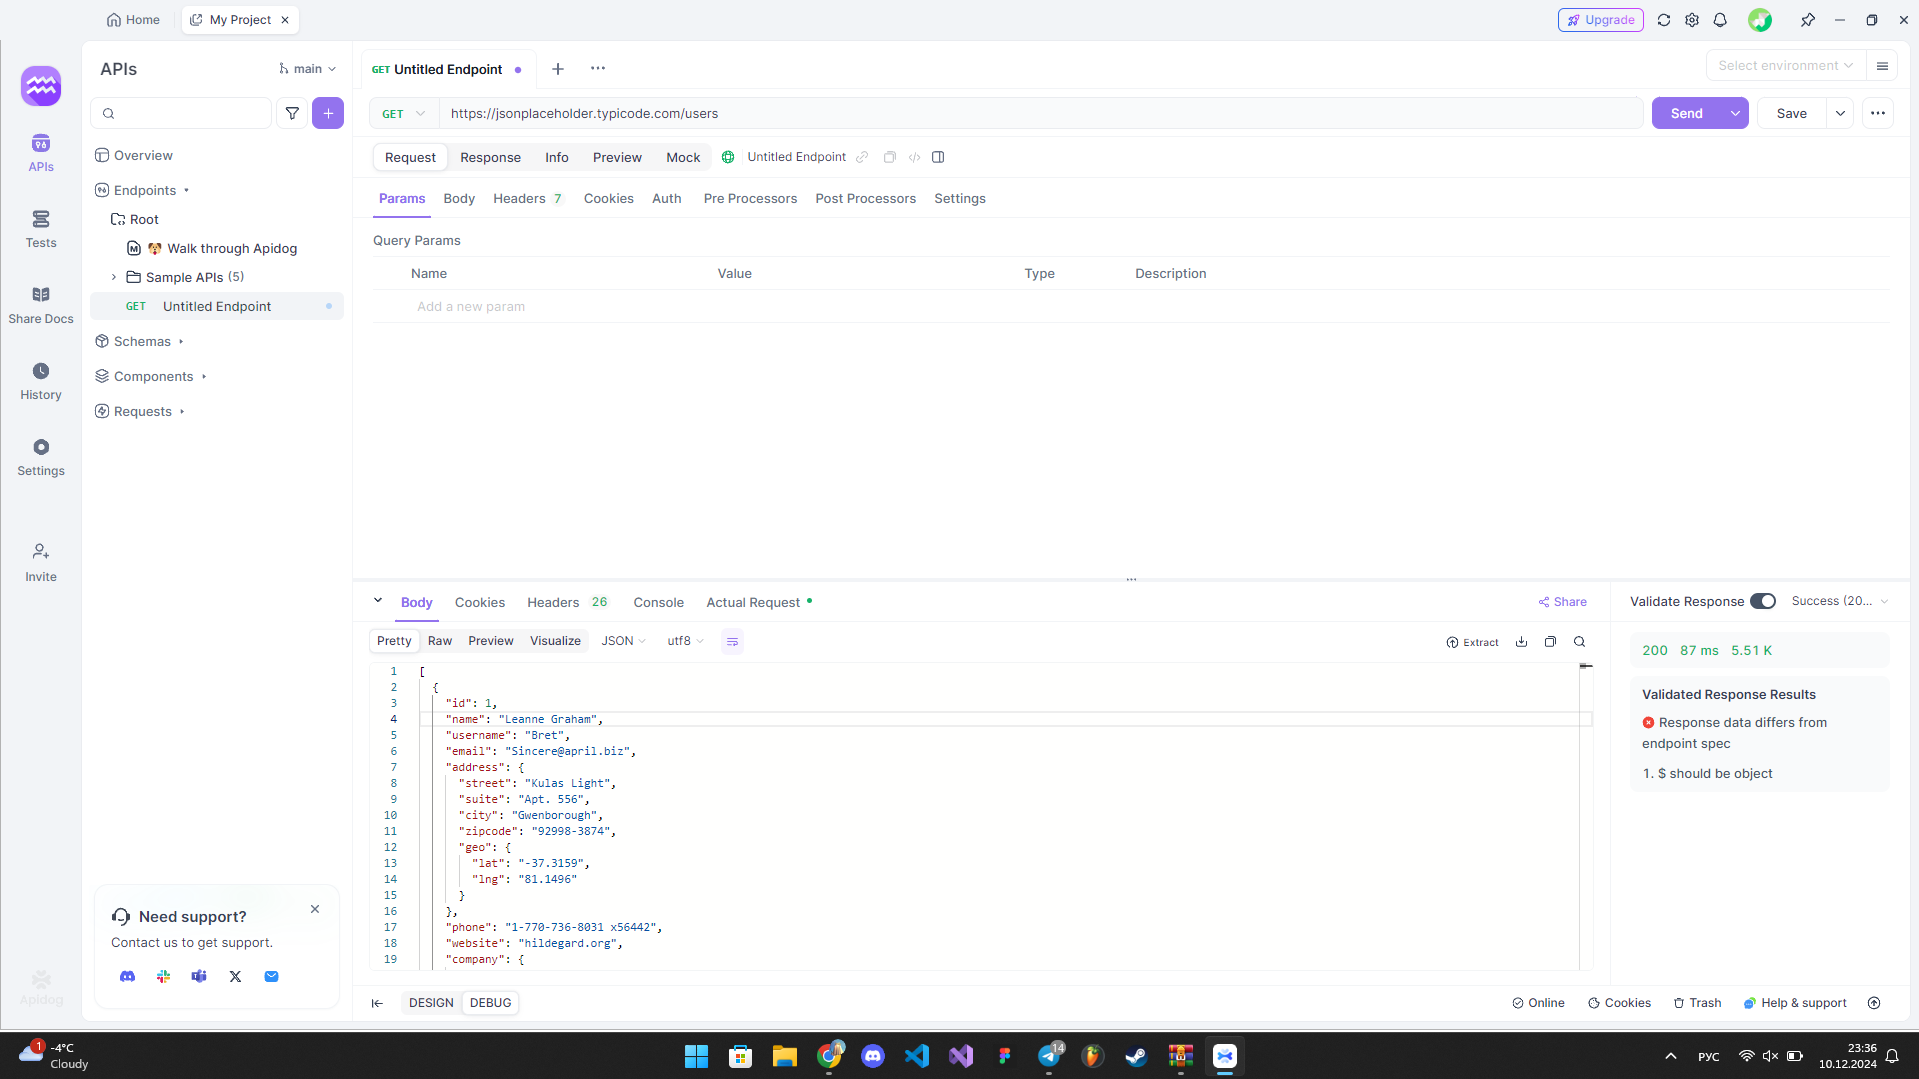 Home
My Project
Upgrade
APIs
main
GET Untitled Endpoint
Select environment
GET
https://jsonplaceholder.typicode.com/users
Send
Save
Request
Response
Info
Preview
Mock
Untitled Endpoint
Params
Body
Headers 7
Cookies
Auth
Pre Processors
Post Processors
Settings
Query Params
Name
Value
Type
Description
Add a new param
APIs
Tests
Share Docs
History
Settings
Invite
Apidog
Overview
Endpoints
Root
Walk through Apidog
Sample APIs (5)
GET Untitled Endpoint
Schemas
Components
Requests
Need support?
Contact us to get support.
Body
Cookies
Headers 26
Console
Actual Request
Share
Validate Response
Success (20...
Pretty
Raw
Preview
Visualize
JSON
utf8
Extract
200 87 ms 5.51 K
Validated Response Results
Response data differs from
endpoint spec
1. $ should be object
1 [
2 {
3 "id": 1,
4 "name": "Leanne Graham",
5 "username": "Bret",
6 "email": "Sincere@april.biz",
7 "address": {
8 "street": "Kulas Light",
9 "suite": "Apt. 556",
10 "city": "Gwenborough",
11 "zipcode": "92998-3874",
12 "geo": {
13 "lat": "-37.3159",
14 "lng": "81.1496"
15 }
16 },
17 "phone": "1-770-736-8031 x56442",
18 "website": "hildegard.org",
19 "company": {
DESIGN
DEBUG
Online
Cookies
Trash
Help & support
1
-4°C
Cloudy
14
РУС
23:36
10.12.2024